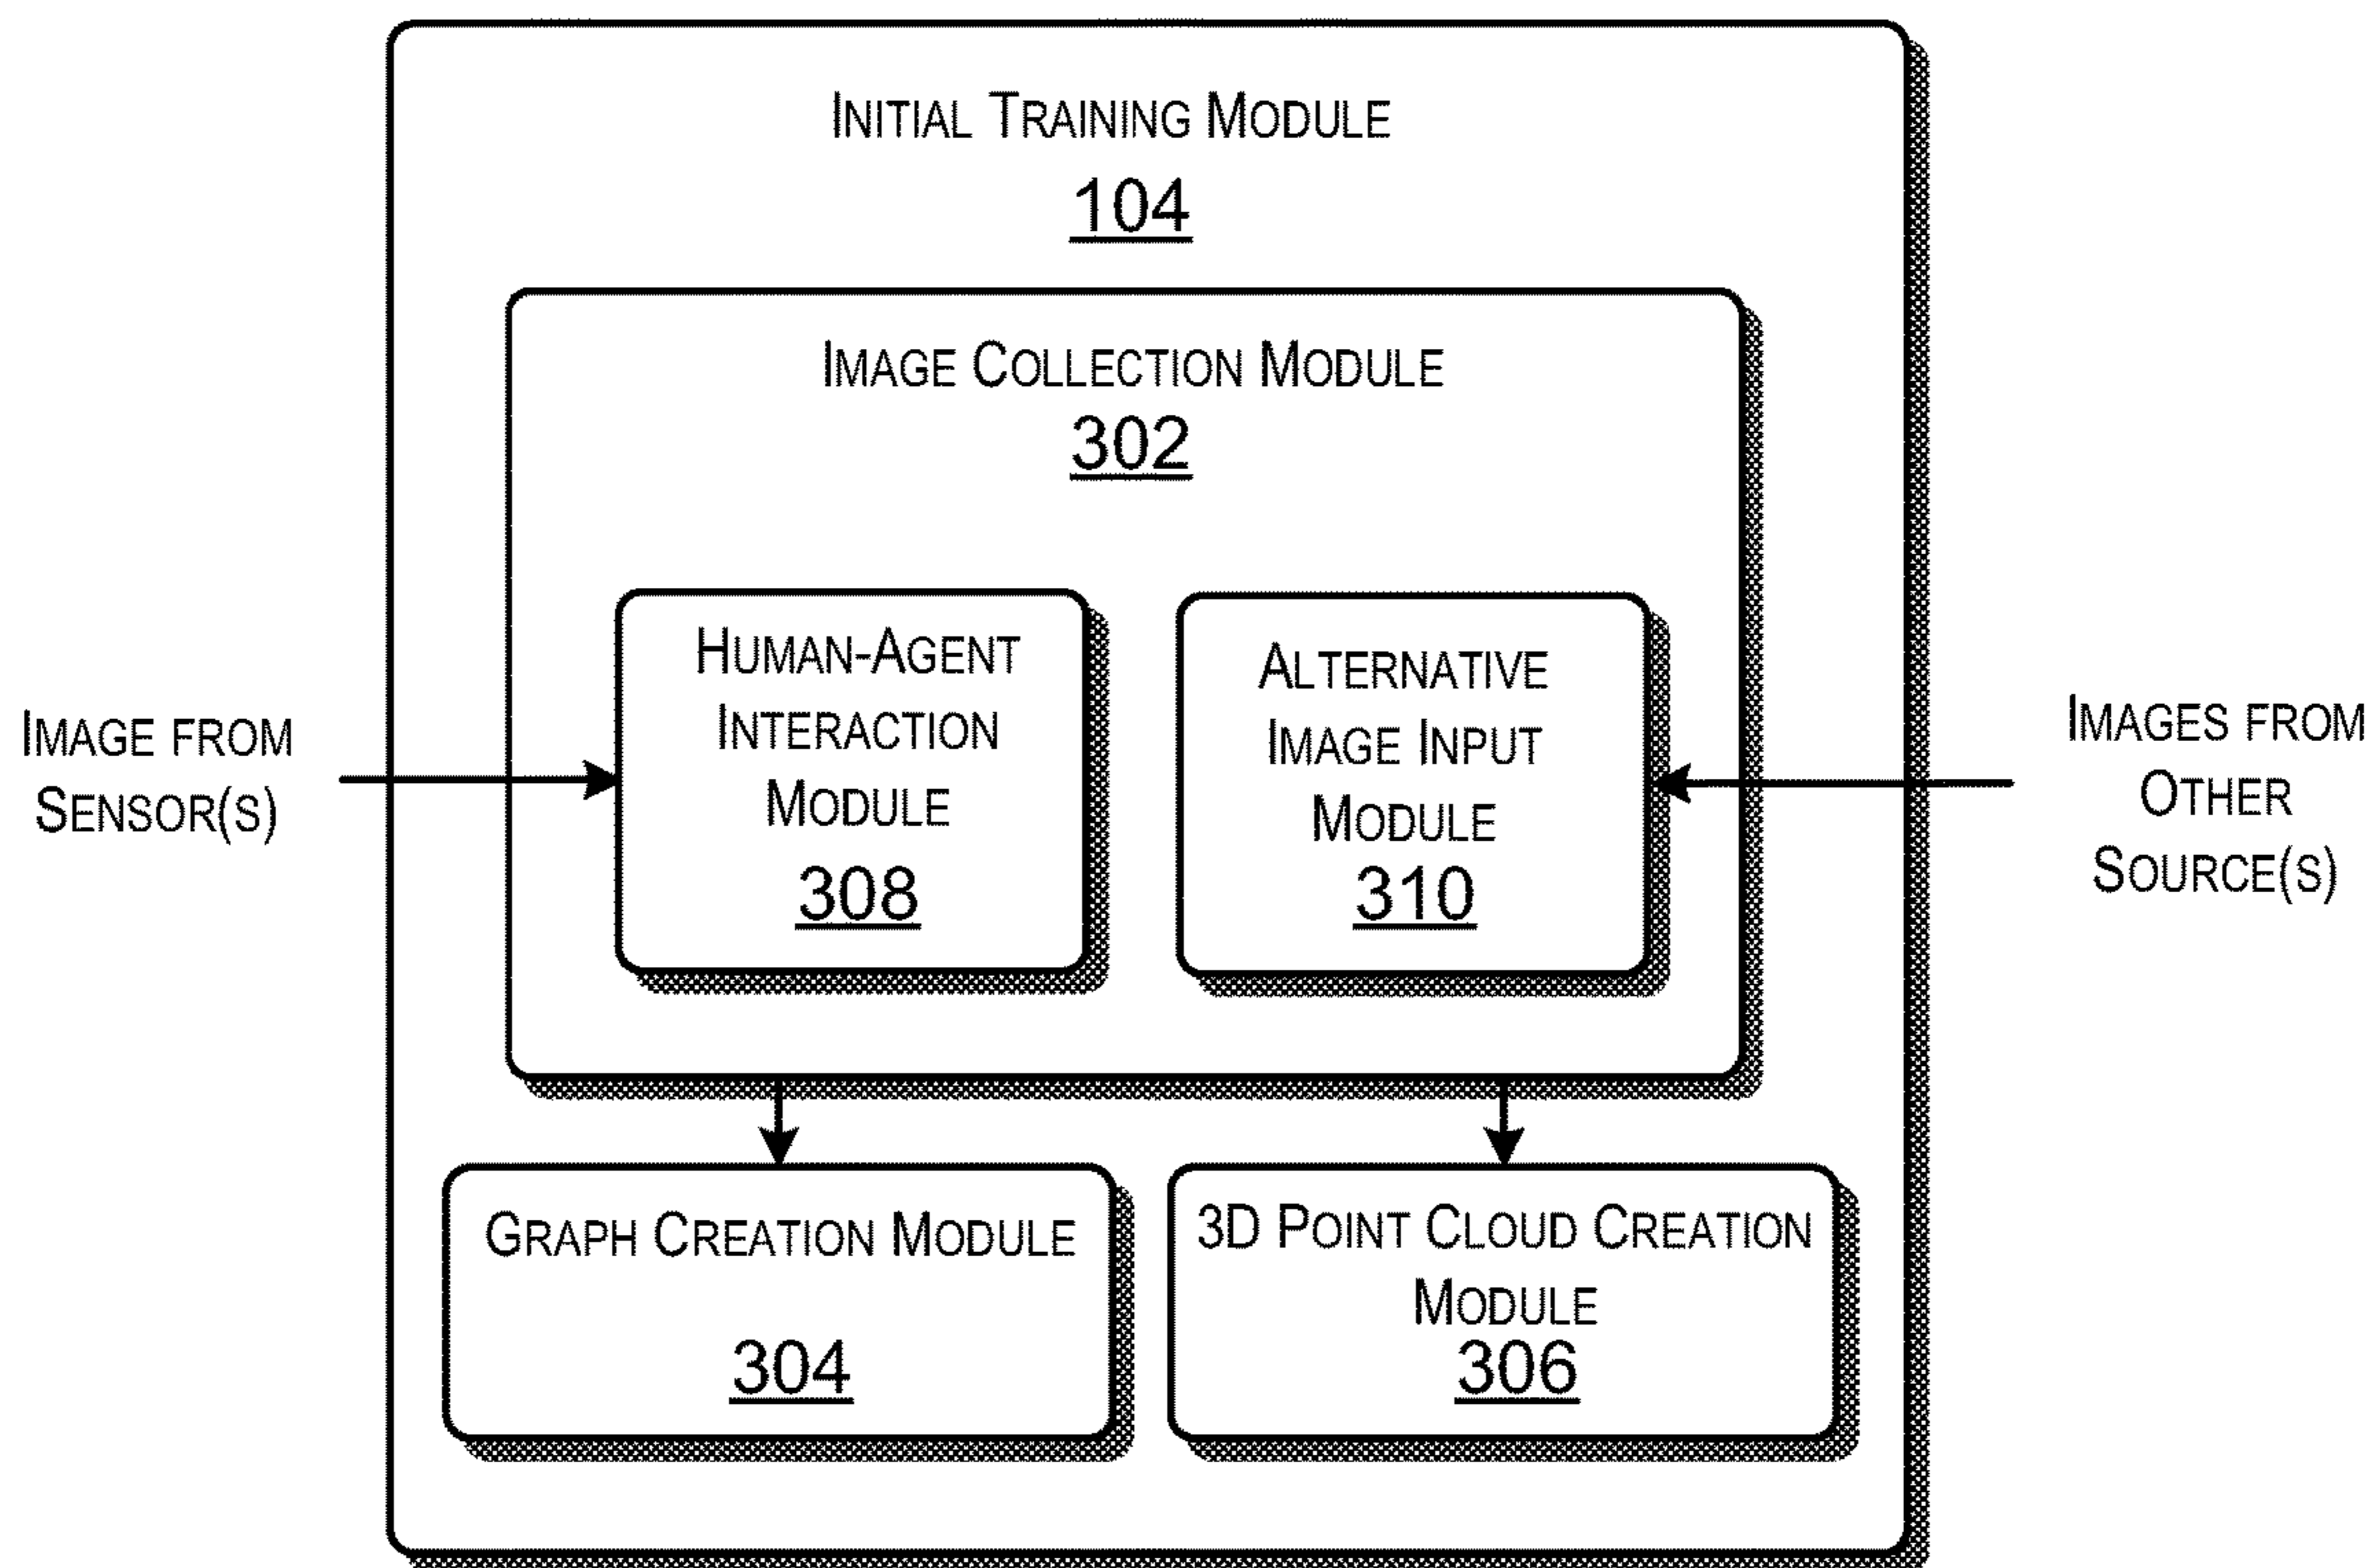 INITIAL TRAINING MODULE
104
IMAGE COLLECTION MODULE
302
IMAGE FROM
SENSOR(S)
HUMAN-AGENT
INTERACTION
MODULE
308
ALTERNATIVE
IMAGE INPUT
MODULE
310
IMAGES FROM
OTHER
SOURCE(S)
GRAPH CREATION MODULE
304
3D POINT CLOUD CREATION
MODULE
306